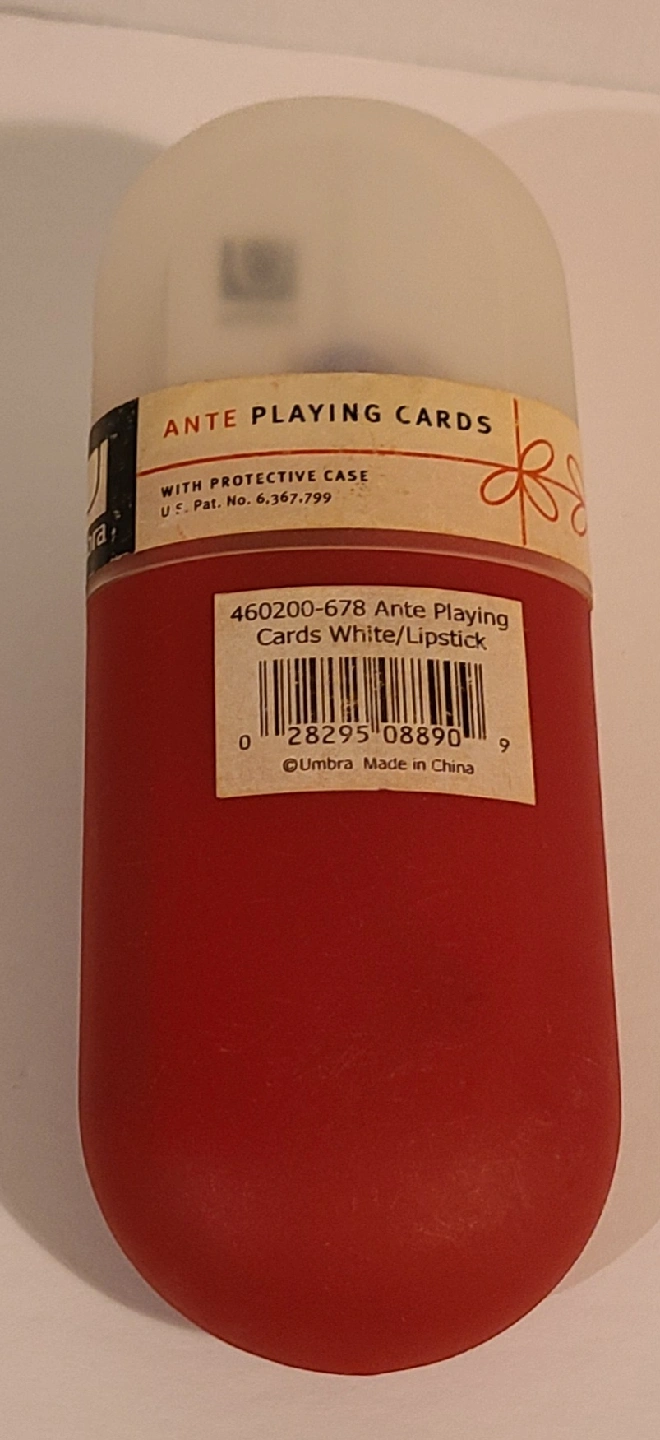 ANTE PLAYING CARDS
WITH PROTECTIVE CASE
U.S. Pat. No. 6,367,799
460200-678 Ante Playing
Cards White/Lipstick
0 28295 08890 9
©Umbra Made in China